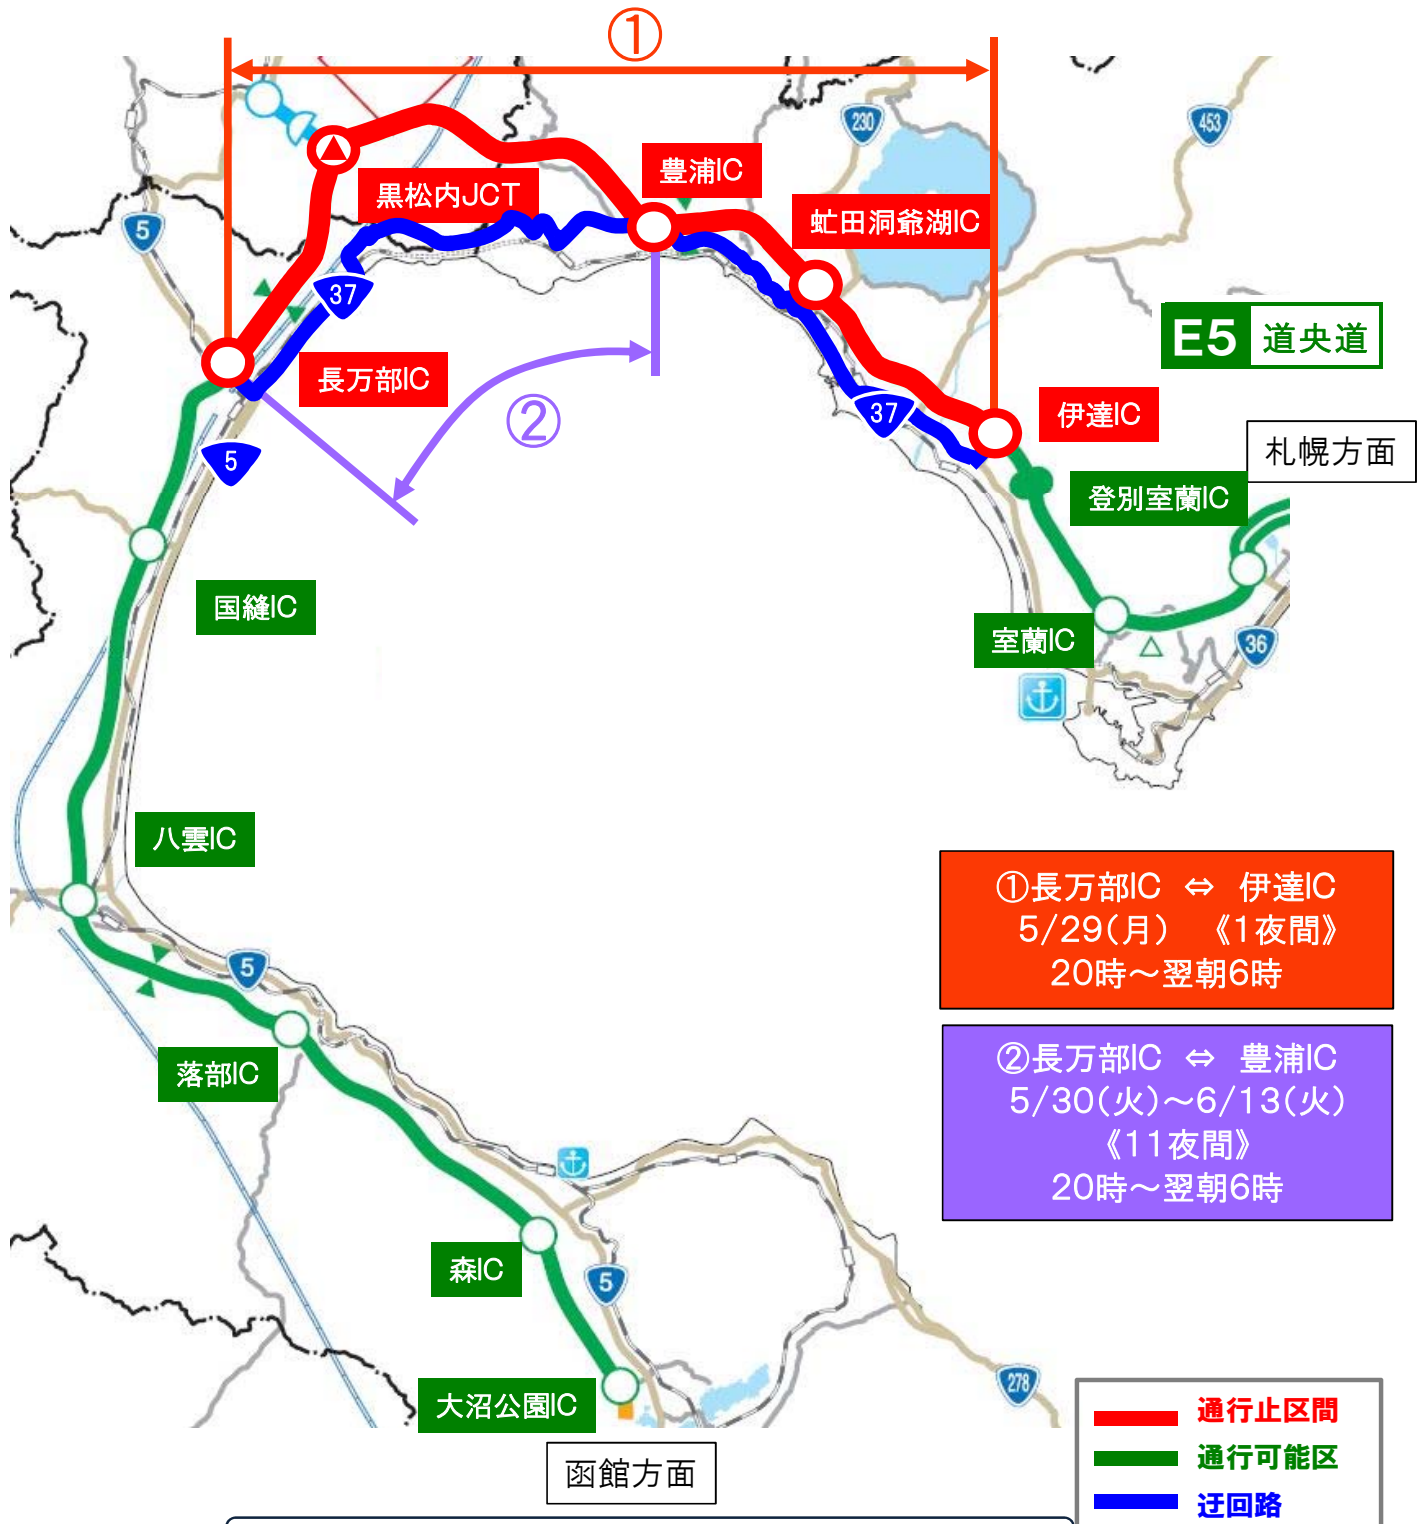 ①
230
453
豊浦IC
黒松内JCT
虻田洞爺湖IC
5
37
E5 道央道
長万部IC
②
37
伊達IC
札幌方面
5
登別室蘭IC
国縫IC
室蘭IC
36
八雲IC
①長万部IC ⇔ 伊達IC
5/29(月) 《1夜間》
20時～翌朝6時
5
②長万部IC ⇔ 豊浦IC
5/30(火)～6/13(火)
《11夜間》
20時～翌朝6時
落部IC
森IC
5
278
大沼公園IC
函館方面
通行止区間
通行可能区
迂回路